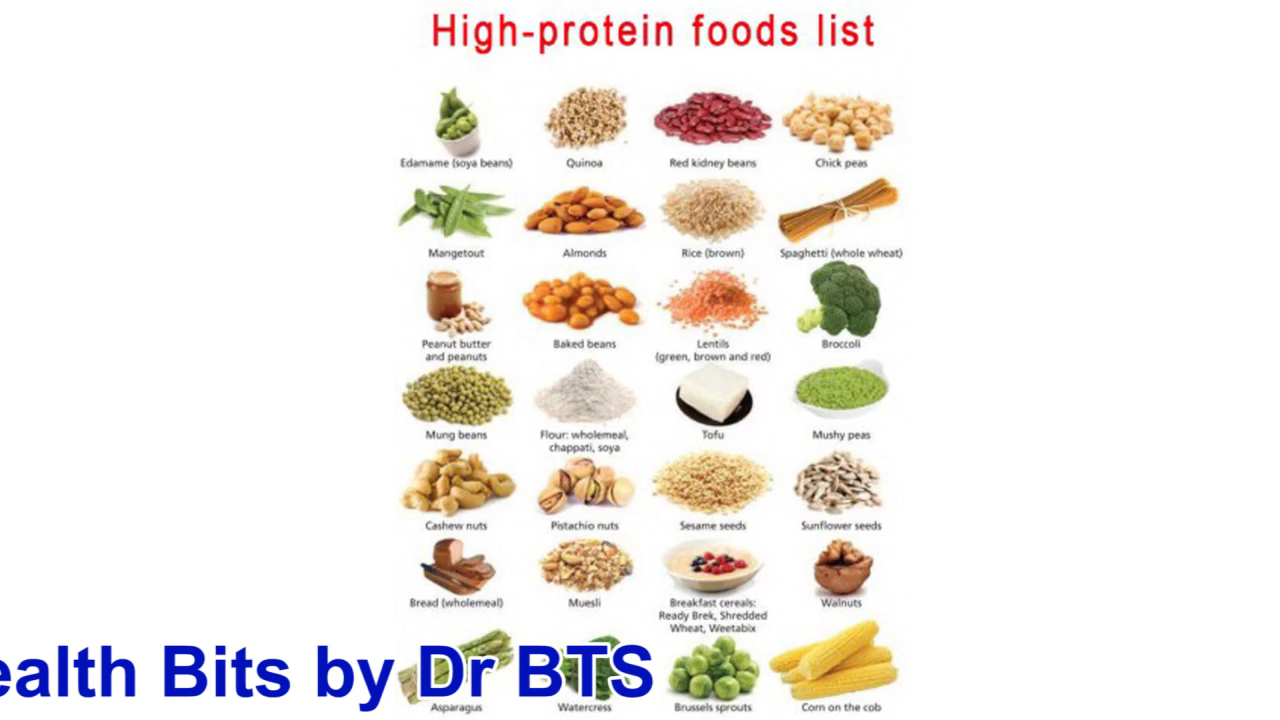 High-protein foods list
Edamame (soya beans)
Quinoa
Red kidney beans
Chick peas
Mangetout
Almonds
Rice (brown)
Spaghetti (whole wheat)
Peanut butter
and peanuts
Baked beans
Lentils
(green, brown and red)
Broccoli
Mung beans
Flour: wholemeal,
chappati, soya
Tofu
Mushy peas
Cashew nuts
Pistachio nuts
Sesame seeds
Sunflower seeds
Bread (wholemeal)
Muesli
Breakfast cereals:
Ready Brek, Shredded
Wheat, Weetabix
Walnuts
ealth Bits by Dr BTS
Asparagus
Watercress
Brussels sprouts
Corn on the cob